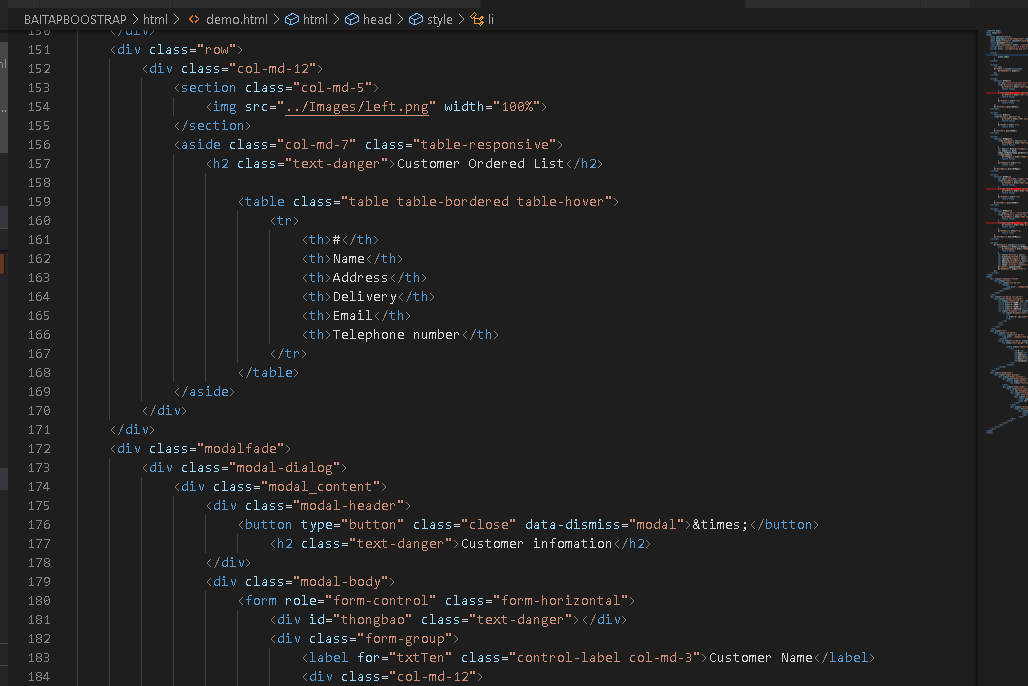 BAITAPBOOSTRAP > html > <> demo.html > html > head > style > li
150 </div>
151 <div class="row">
152 <div class="col-md-12">
153 <section class="col-md-5">
154 <img src="../Images/left.png" width="100%">
155 </section>
156 <aside class="col-md-7" class="table-responsive">
157 <h2 class="text-danger">Customer Ordered List</h2>
158
159 <table class="table table-bordered table-hover">
160 <tr>
161 <th>#</th>
162 <th>Name</th>
163 <th>Address</th>
164 <th>Delivery</th>
165 <th>Email</th>
166 <th>Telephone number</th>
167 </tr>
168 </table>
169 </aside>
170 </div>
171 </div>
172 <div class="modalfade">
173 <div class="modal-dialog">
174 <div class="modal_content">
175 <div class="modal-header">
176 <button type="button" class="close" data-dismiss="modal">&times;</button>
177 <h2 class="text-danger">Customer infomation</h2>
178 </div>
179 <div class="modal-body">
180 <form role="form-control" class="form-horizontal">
181 <div id="thongbao" class="text-danger"></div>
182 <div class="form-group">
183 <label for="txtTen" class="control-label col-md-3">Customer Name</label>
184 <div class="col-md-12">